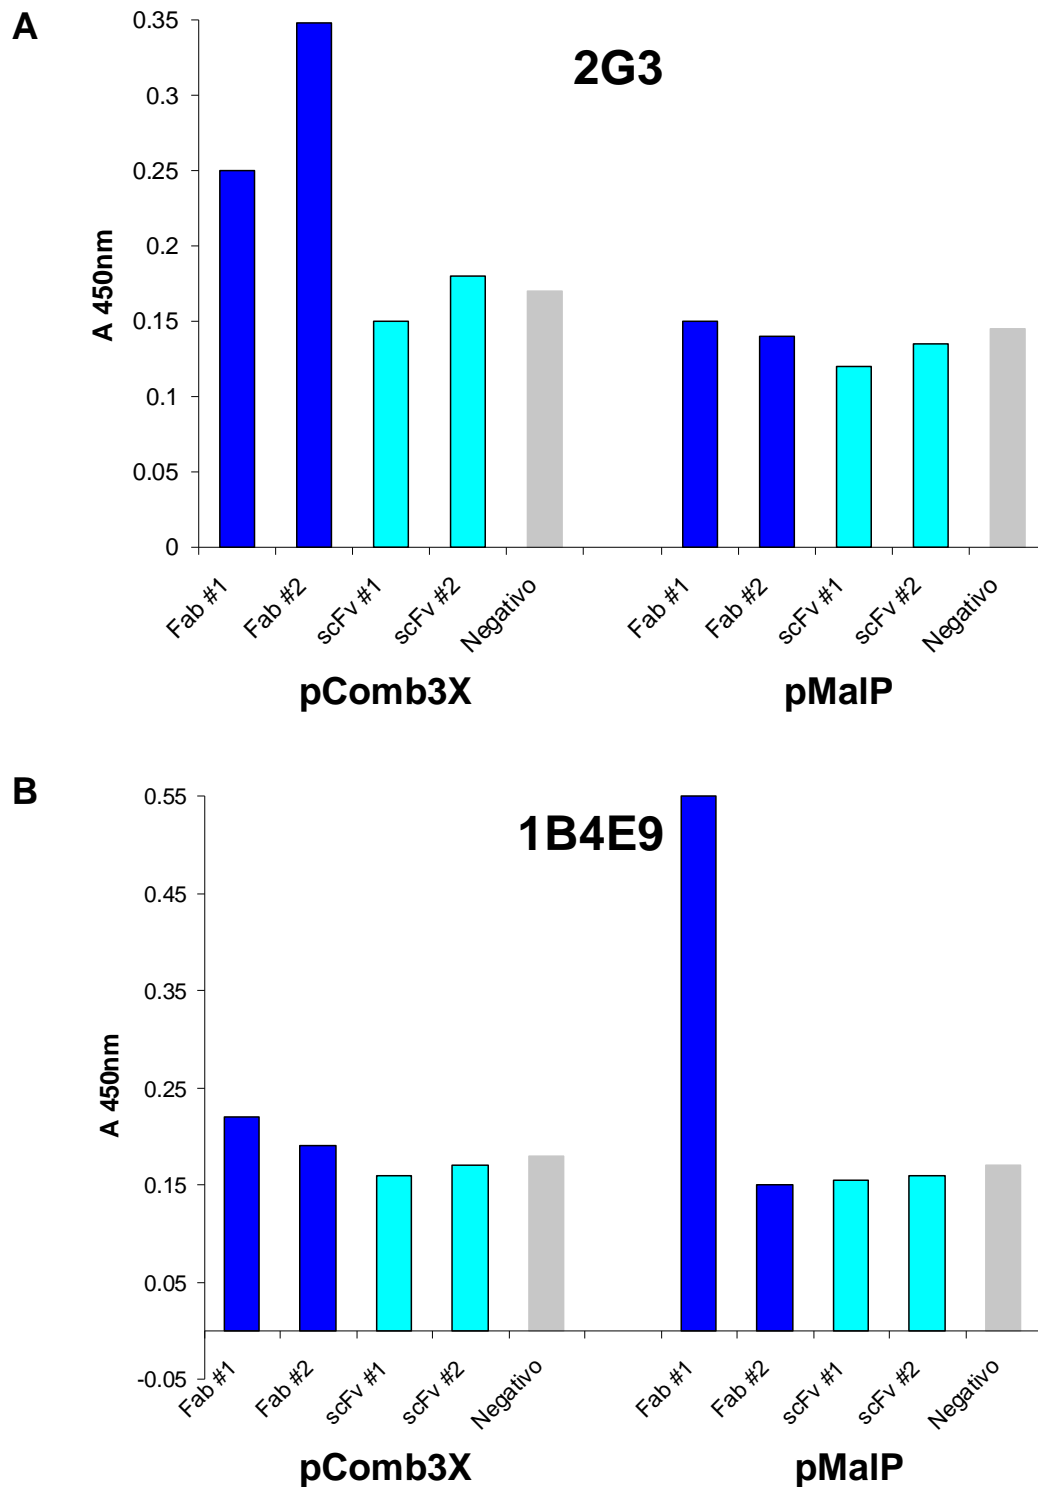 A
2G3
0.35
0.3
0.25
0.2
0.15
0.1
0.05
0
A 450nm
Fab #1
Fab #2
scFv #1
scFv #2
Negativo
Fab #1
Fab #2
scFv #1
scFv #2
Negativo
pComb3X
pMalP
B
1B4E9
0.55
0.45
0.35
0.25
0.15
0.05
-0.05
A 450nm
Fab #1
Fab #2
scFv #1
scFv #2
Negativo
Fab #1
Fab #2
scFv #1
scFv #2
Negativo
pComb3X
pMalP